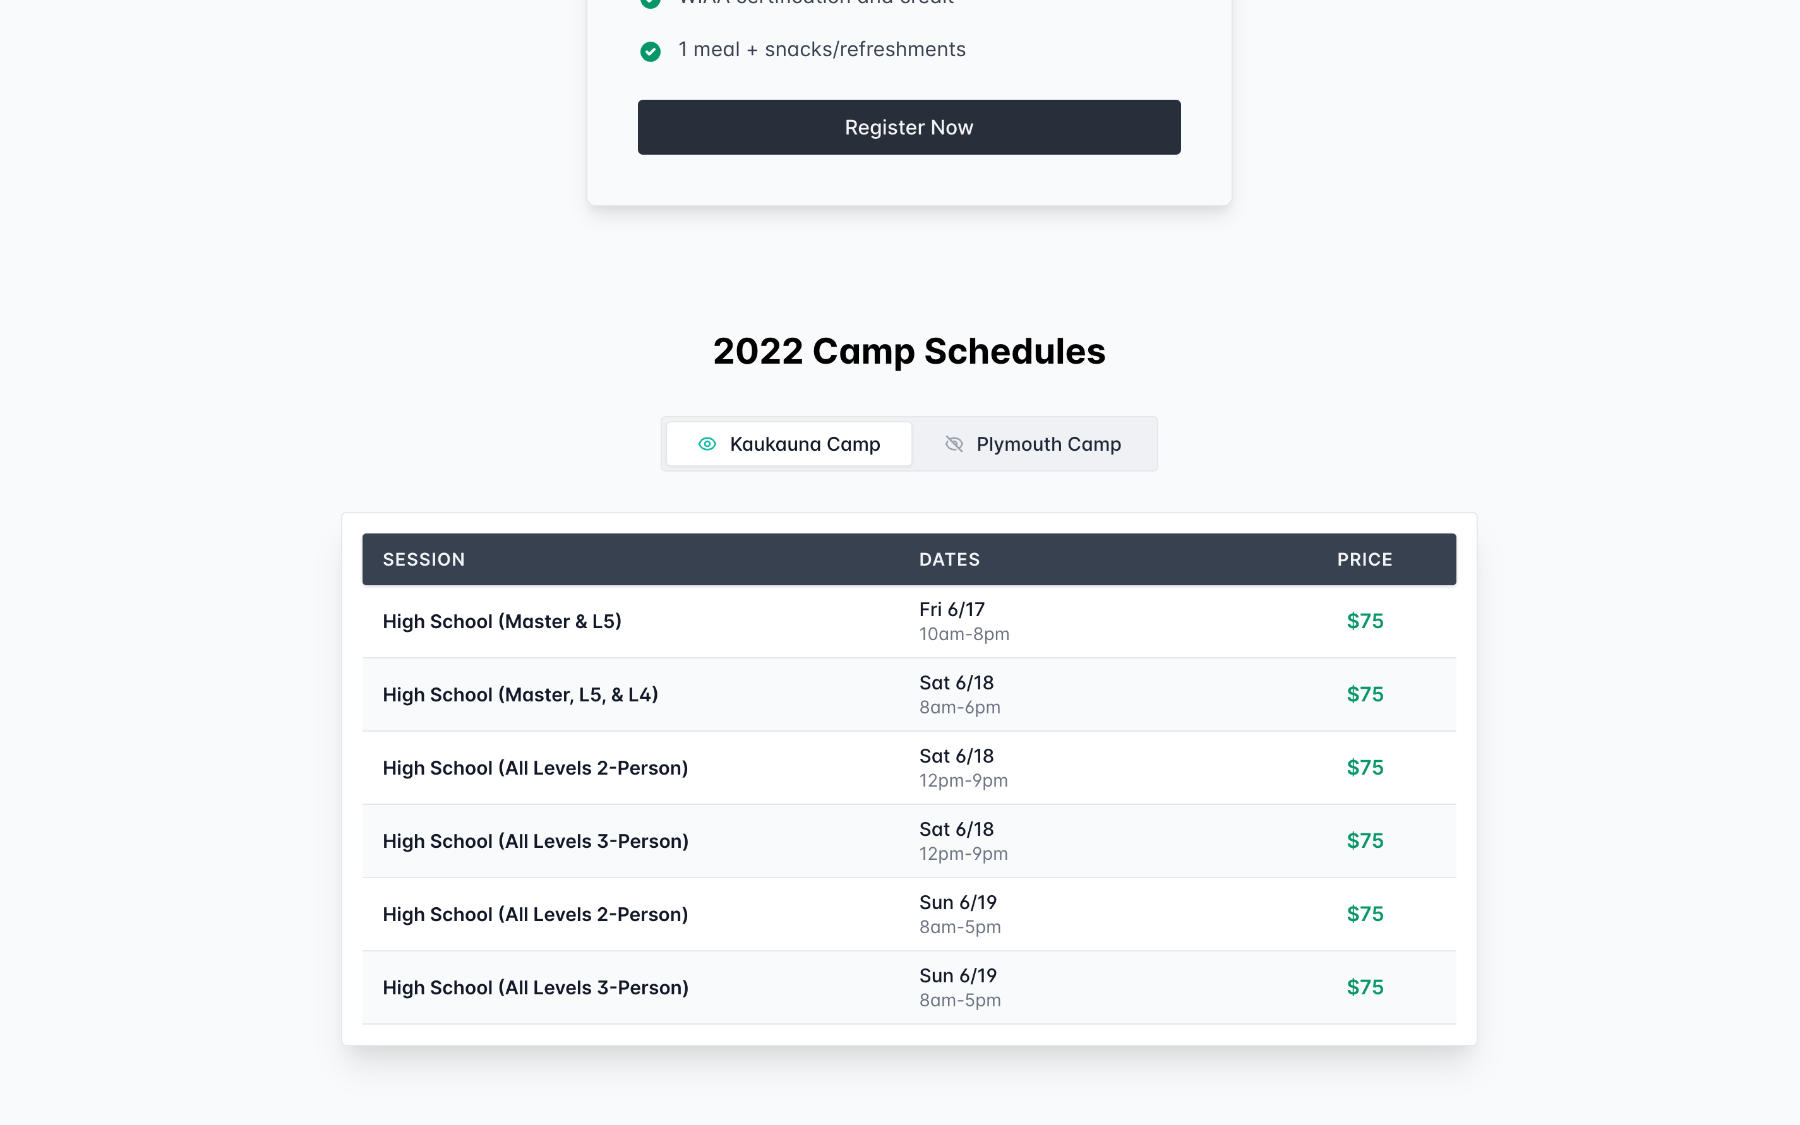 WIAA certification and credit
1 meal + snacks/refreshments
Register Now
2022 Camp Schedules
Kaukauna Camp
Plymouth Camp
SESSION DATES PRICE
High School (Master & L5) Fri 6/17 $75
10am-8pm
High School (Master, L5, & L4) Sat 6/18 $75
8am-6pm
High School (All Levels 2-Person) Sat 6/18 $75
12pm-9pm
High School (All Levels 3-Person) Sat 6/18 $75
12pm-9pm
High School (All Levels 2-Person) Sun 6/19 $75
8am-5pm
High School (All Levels 3-Person) Sun 6/19 $75
8am-5pm